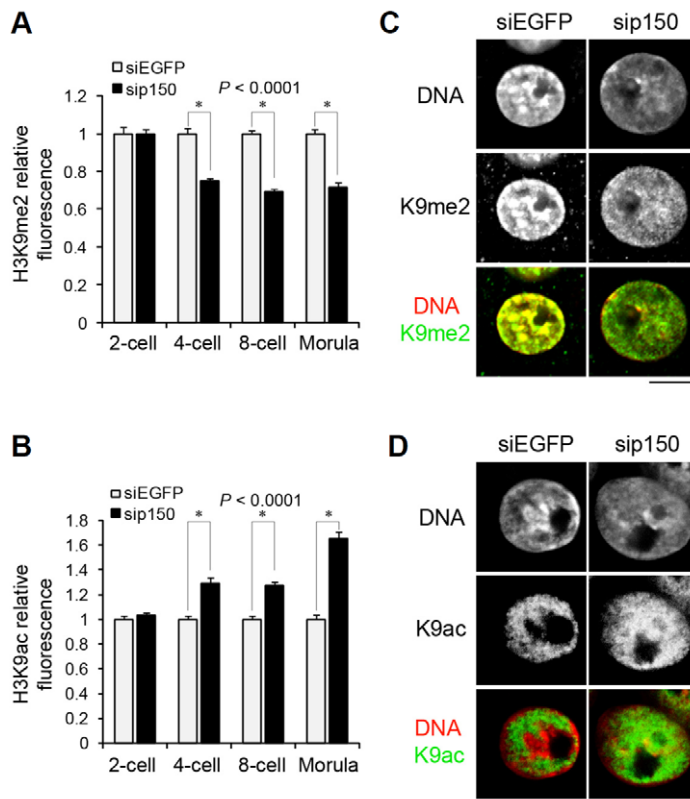 A
siEGFP
sip150
P < 0.0001
* * *
H3K9me2 relative
fluorescence
1.2
1
0.8
0.6
0.4
0.2
0
2-cell 4-cell 8-cell Morula
B
siEGFP
sip150
P < 0.0001
* * *
H3K9ac relative
fluorescence
1.8
1.6
1.4
1.2
1
0.8
0.6
0.4
0.2
0
2-cell 4-cell 8-cell Morula
C
siEGFP sip150
DNA
K9me2
DNA
K9me2
D
siEGFP sip150
DNA
K9ac
DNA
K9ac